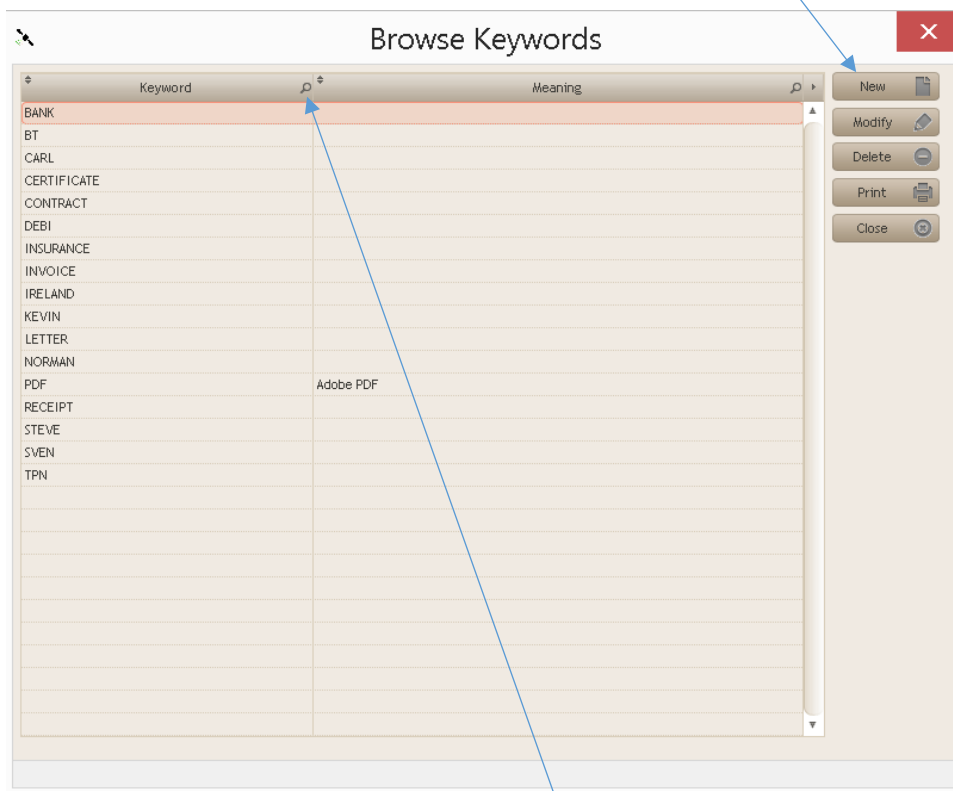 Browse Keywords
Keyword Meaning
BANK
BT
CARL
CERTIFICATE
CONTRACT
DEBI
INSURANCE
INVOICE
IRELAND
KEVIN
LETTER
NORMAN
PDF Adobe PDF
RECEIPT
STEVE
SVEN
TPN
New
Modify
Delete
Print
Close